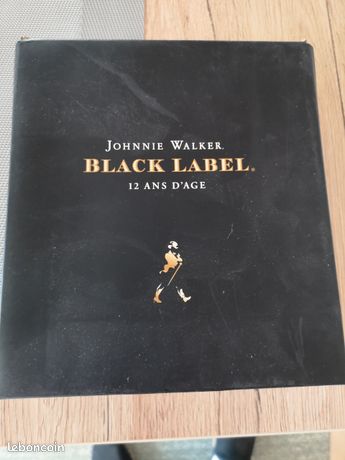 JOHNNIE WALKER.
BLACK LABEL®
12 ANS D'AGE
leboncoin